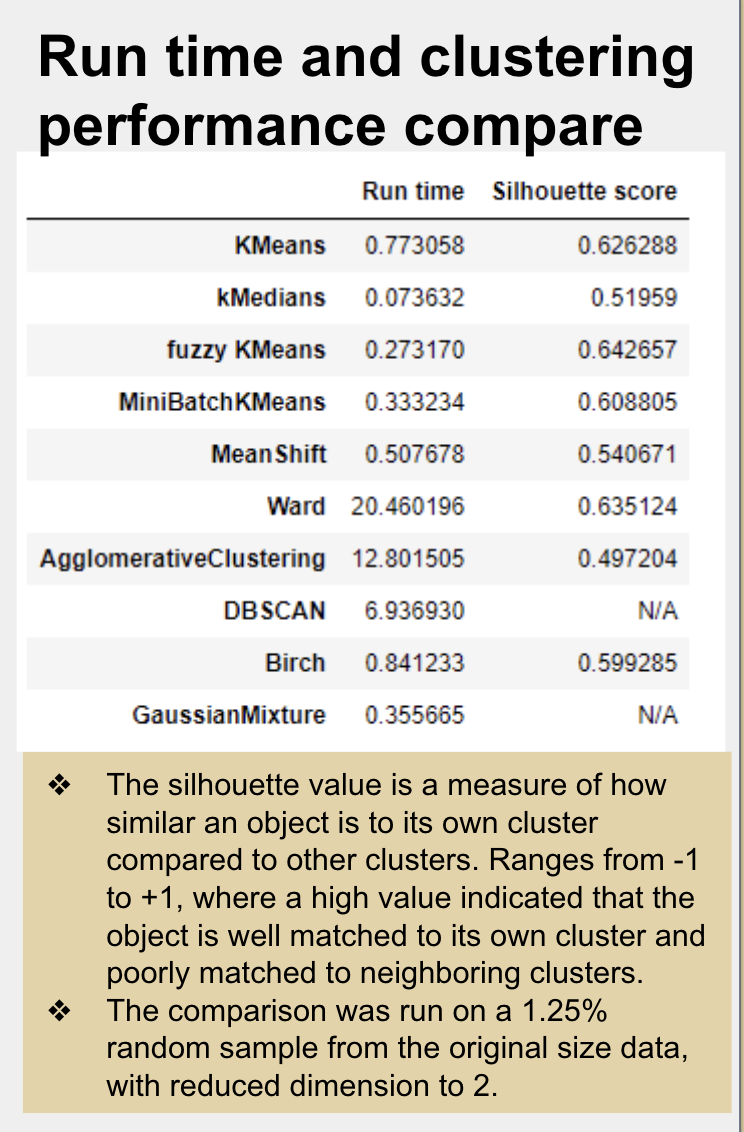 Run time and clustering
performance compare
Run time Silhouette score
KMeans 0.773058 0.626288
kMedians 0.073632 0.51959
fuzzy KMeans 0.273170 0.642657
MiniBatchKMeans 0.333234 0.608805
MeanShift 0.507678 0.540671
Ward 20.460196 0.635124
AgglomerativeClustering 12.801505 0.497204
DBSCAN 6.936930 N/A
Birch 0.841233 0.599285
GaussianMixture 0.355665 N/A
❖ The silhouette value is a measure of how
similar an object is to its own cluster
compared to other clusters. Ranges from -1
to +1, where a high value indicated that the
object is well matched to its own cluster and
poorly matched to neighboring clusters.
❖ The comparison was run on a 1.25%
random sample from the original size data,
with reduced dimension to 2.